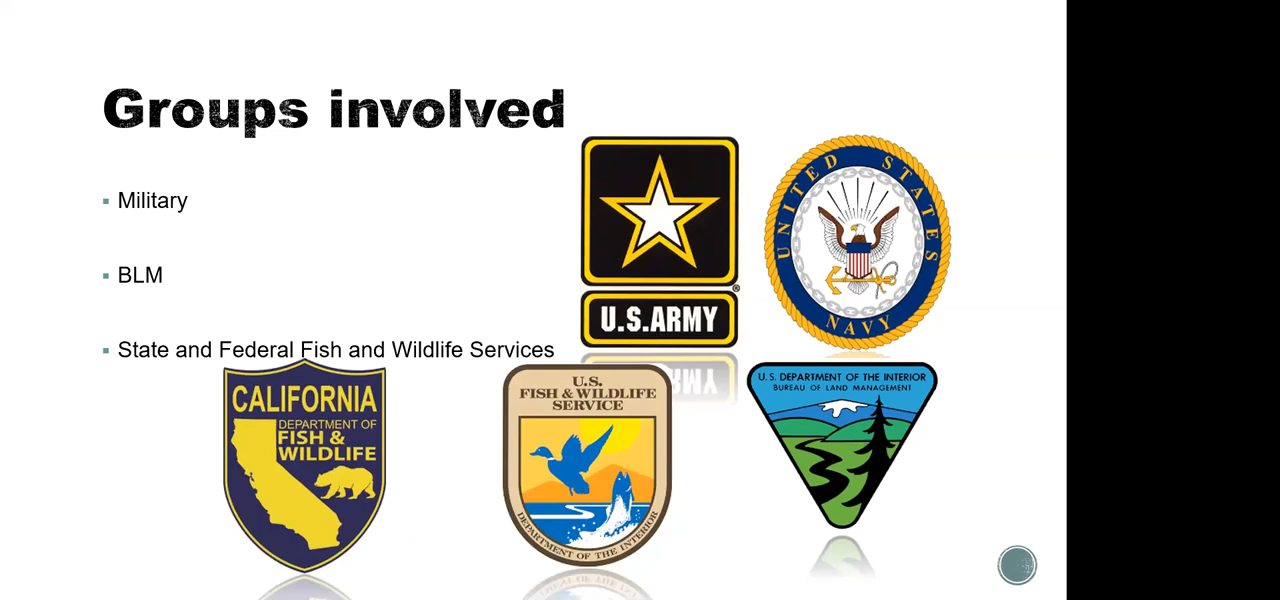 Groups involved
Military
BLM
State and Federal Fish and Wildlife Services
U.S.ARMY
®
UNITED STATES
NAVY
CALIFORNIA
DEPARTMENT OF
FISH &
WILDLIFE
U.S.
FISH & WILDLIFE
SERVICE
DEPARTMENT OF THE INTERIOR
U.S. DEPARTMENT OF THE INTERIOR
BUREAU OF LAND MANAGEMENT